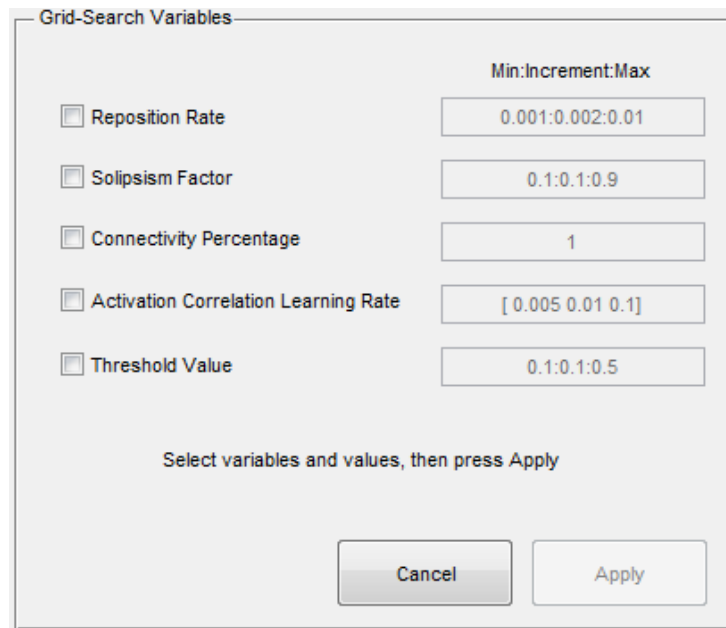 Grid-Search Variables
Min:Increment:Max
Reposition Rate 0.001:0.002:0.01
Solipsism Factor 0.1:0.1:0.9
Connectivity Percentage 1
Activation Correlation Learning Rate [ 0.005 0.01 0.1]
Threshold Value 0.1:0.1:0.5
Select variables and values, then press Apply
Cancel Apply